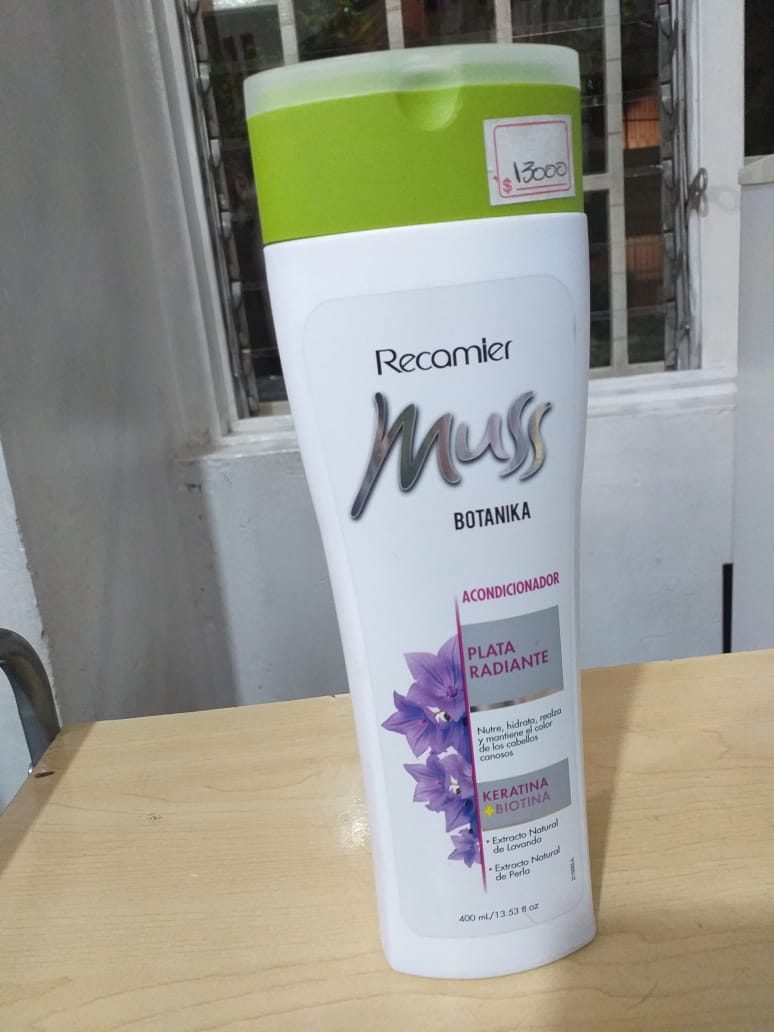 $ 13000
Recamier
Muss
BOTANIKA
ACONDICIONADOR
PLATA
RADIANTE
Nutre, hidrata, realza
y mantiene el color
de los cabellos
canosos
KERATINA
+BIOTINA
• Extracto Natural
de Lavanda
• Extracto Natural
de Perla
400 mL/13.53 fl oz